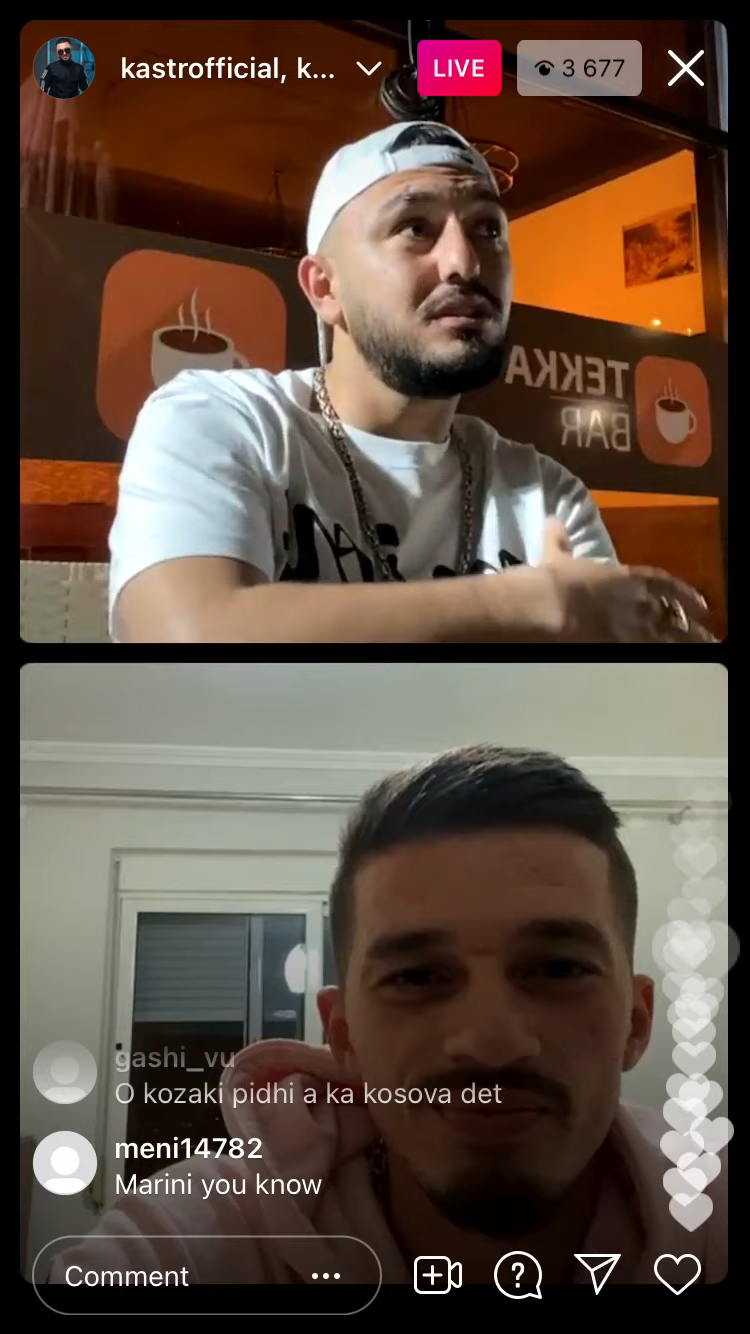 kastrofficial, k...
LIVE
3 677
TEKKA
BAR
gashi_vu
O kozaki pidhi a ka kosova det
meni14782
Marini you know
Comment